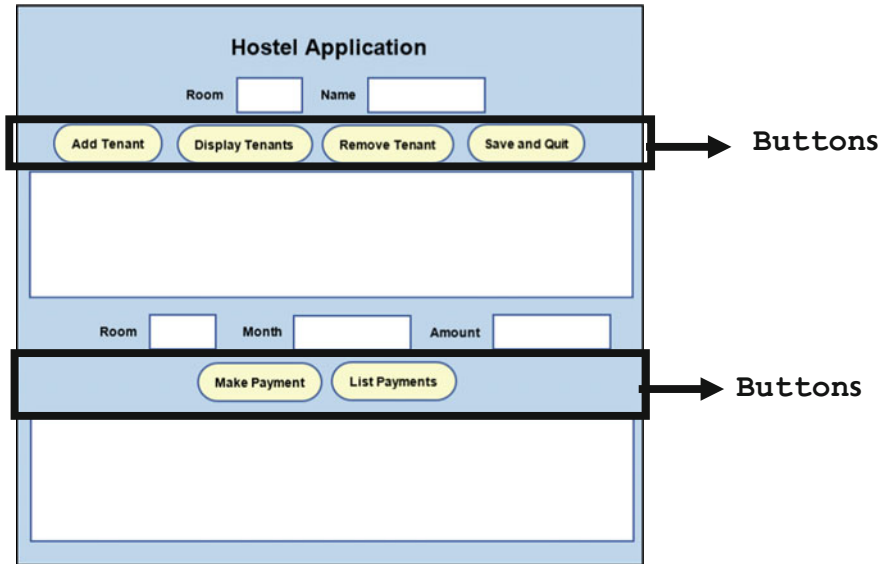 Hostel Application
Room Name
Add Tenant Display Tenants Remove Tenant Save and Quit
Buttons
Room Month Amount
Make Payment List Payments
Buttons